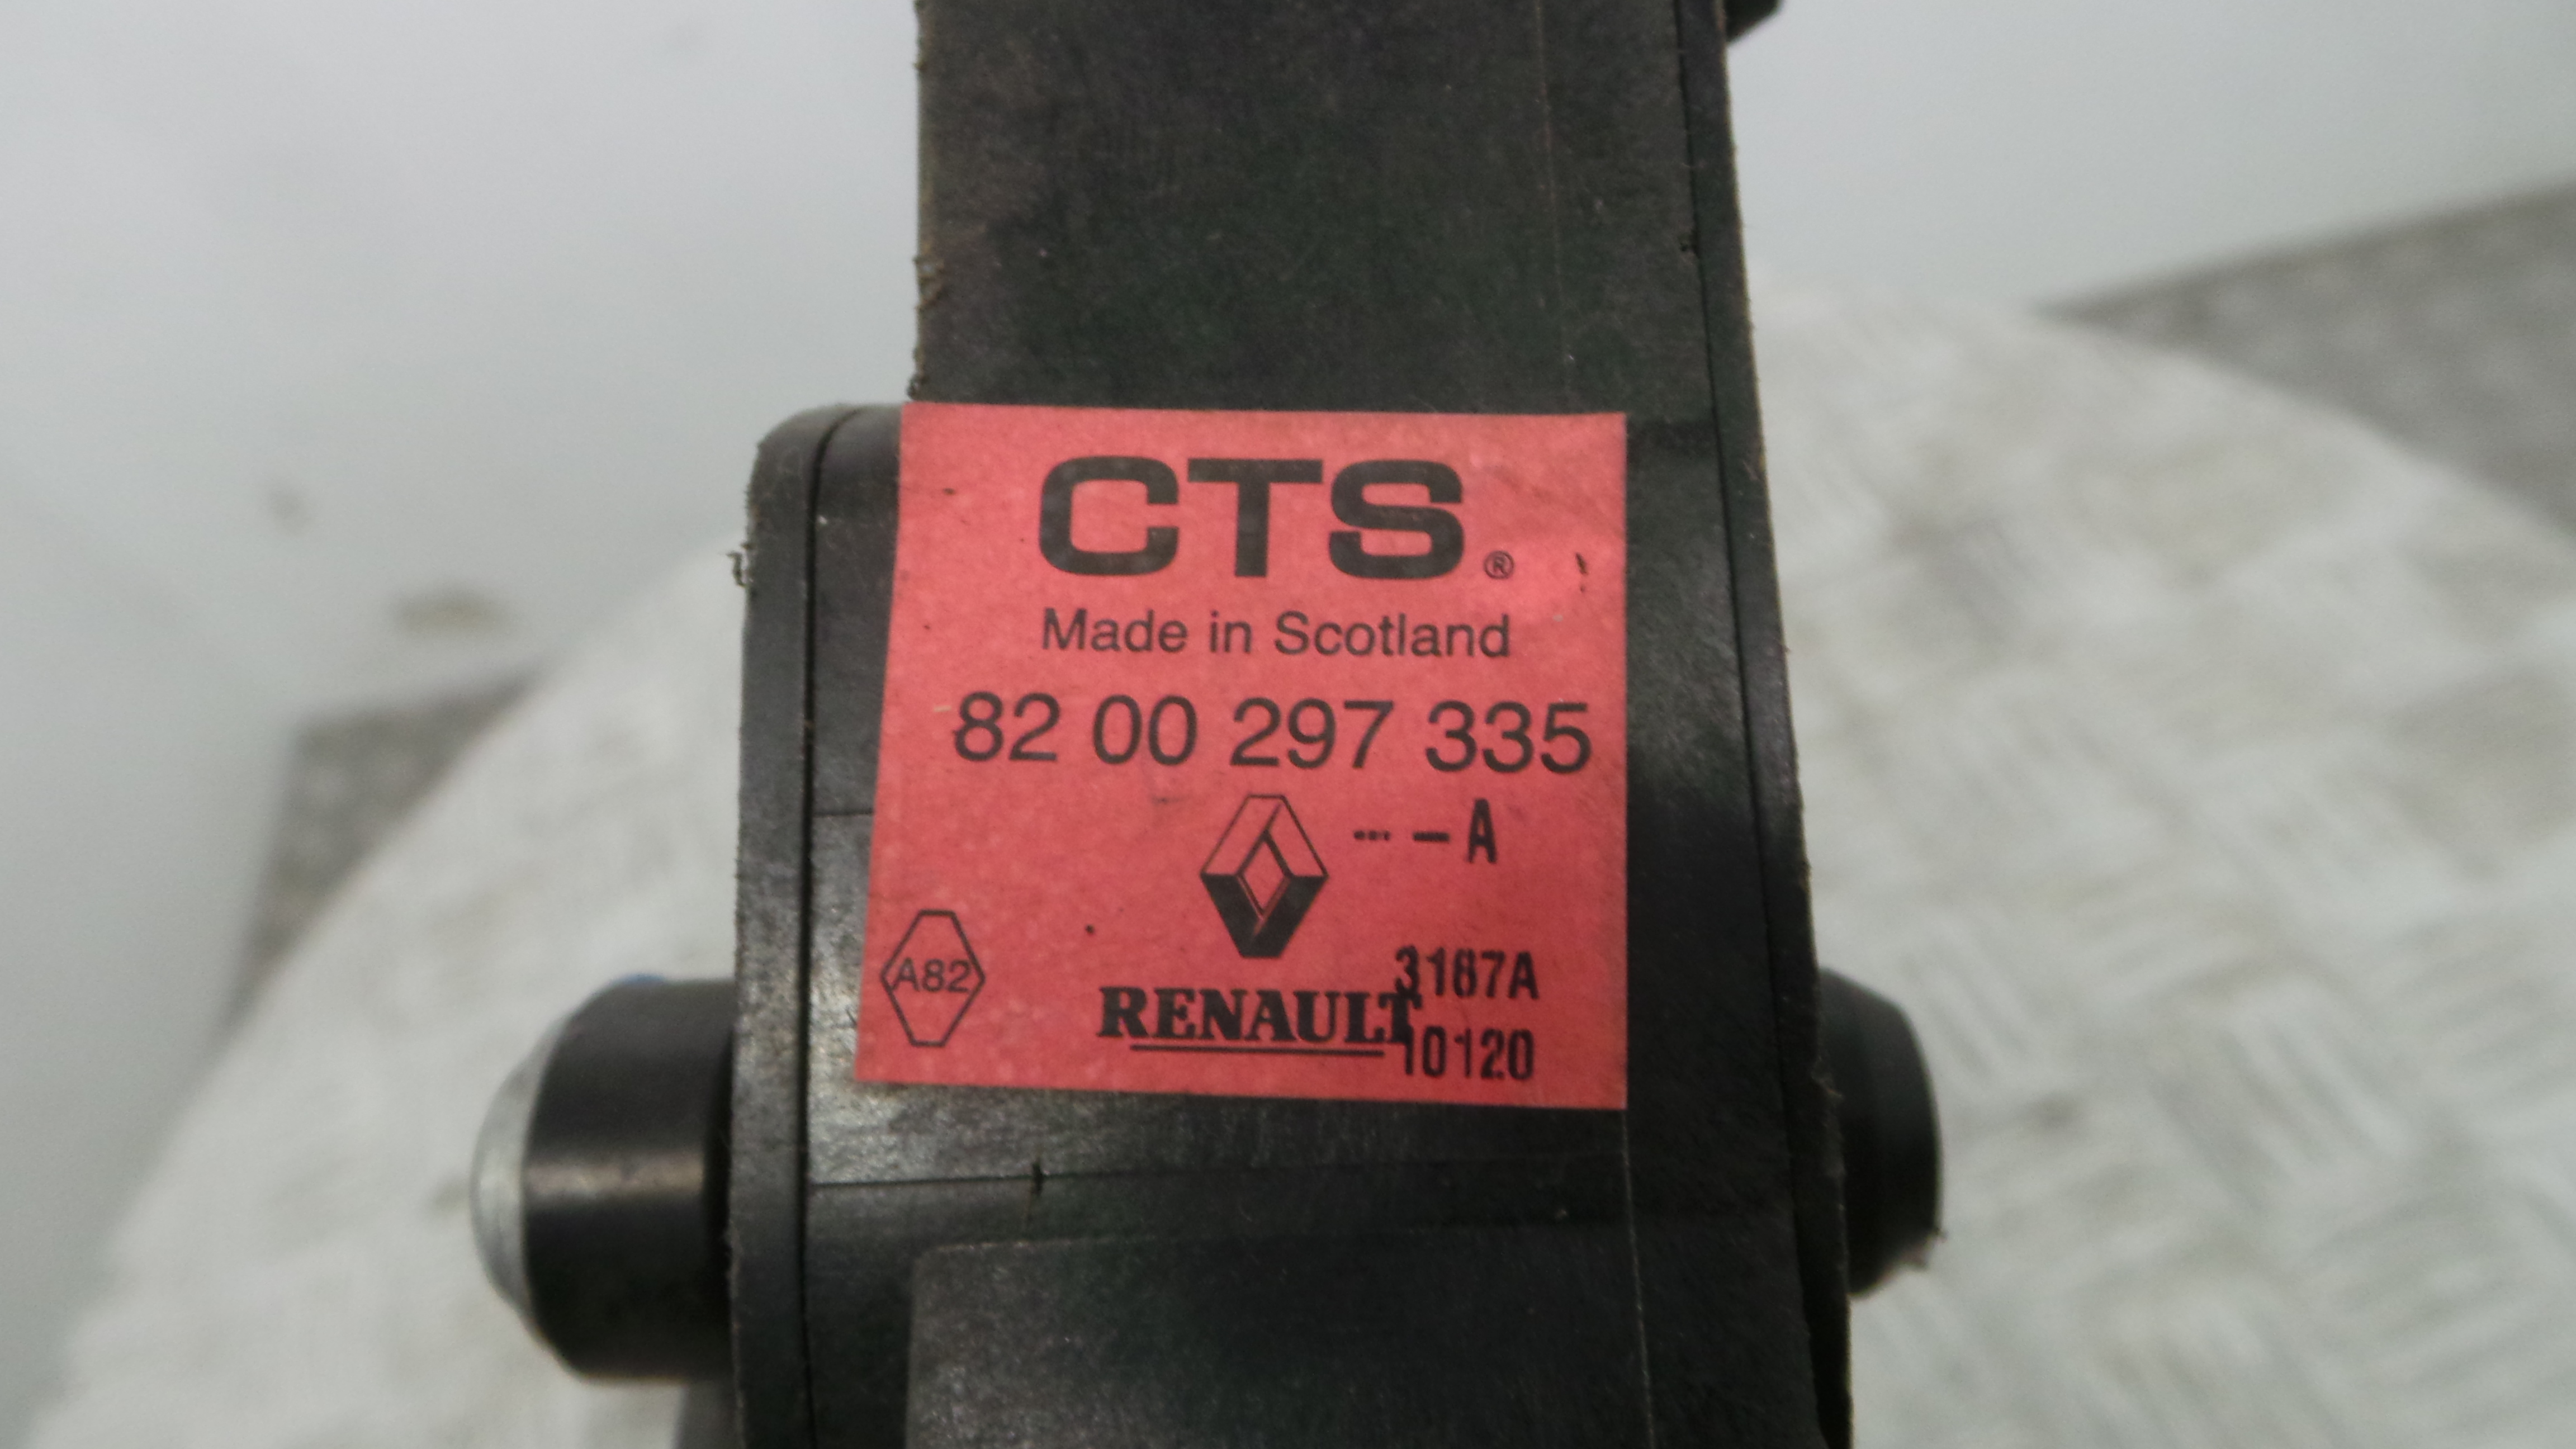 CTS®
Made in Scotland
82 00 297 335
--- – A
A82
RENAULT
3187A
10120